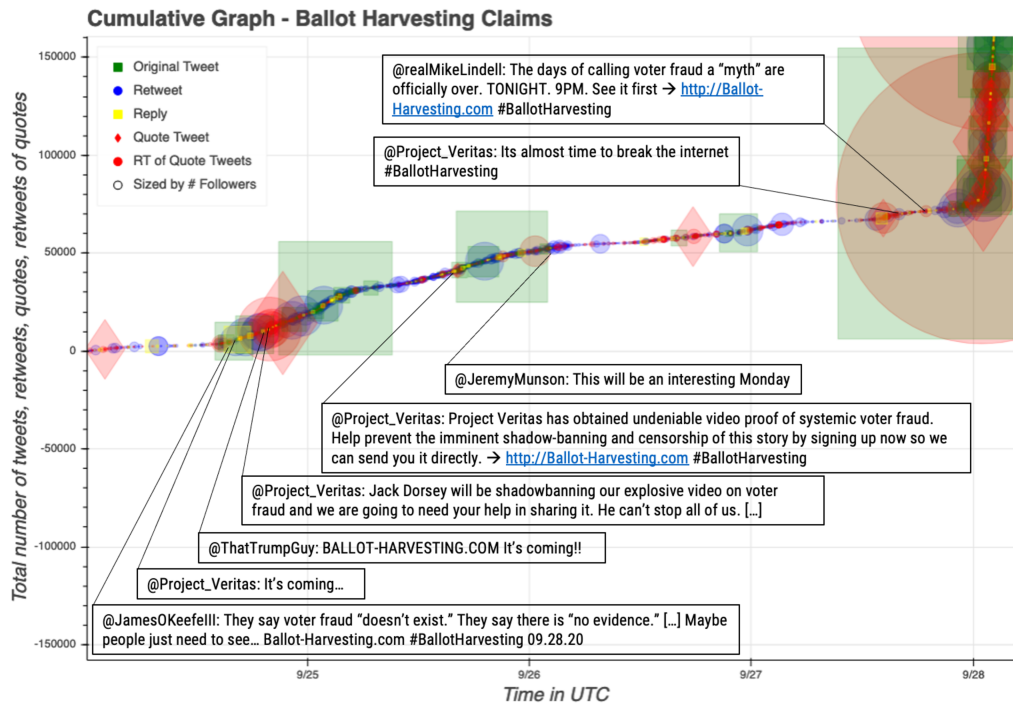 Cumulative Graph - Ballot Harvesting Claims
Total number of tweets, retweets, quotes, retweets of quotes
150000
100000
50000
0
-50000
-100000
-150000
Original Tweet
Retweet
Reply
Quote Tweet
RT of Quote Tweets
Sized by # Followers
@realMikeLindell: The days of calling voter fraud a “myth” are
officially over. TONIGHT. 9PM. See it first → http://Ballot-
Harvesting.com #BallotHarvesting
@Project_Veritas: Its almost time to break the internet
#BallotHarvesting
@JeremyMunson: This will be an interesting Monday
@Project_Veritas: Project Veritas has obtained undeniable video proof of systemic voter fraud.
Help prevent the imminent shadow-banning and censorship of this story by signing up now so we
can send you it directly. → http://Ballot-Harvesting.com #BallotHarvesting
@Project_Veritas: Jack Dorsey will be shadowbanning our explosive video on voter
fraud and we are going to need your help in sharing it. He can’t stop all of us. […]
@ThatTrumpGuy: BALLOT-HARVESTING.COM It’s coming!!
@Project_Veritas: It’s coming…
@JamesOKeefeIII: They say voter fraud “doesn’t exist.” They say there is “no evidence.” […] Maybe
people just need to see… Ballot-Harvesting.com #BallotHarvesting 09.28.20
9/25
9/26
9/27
9/28
Time in UTC